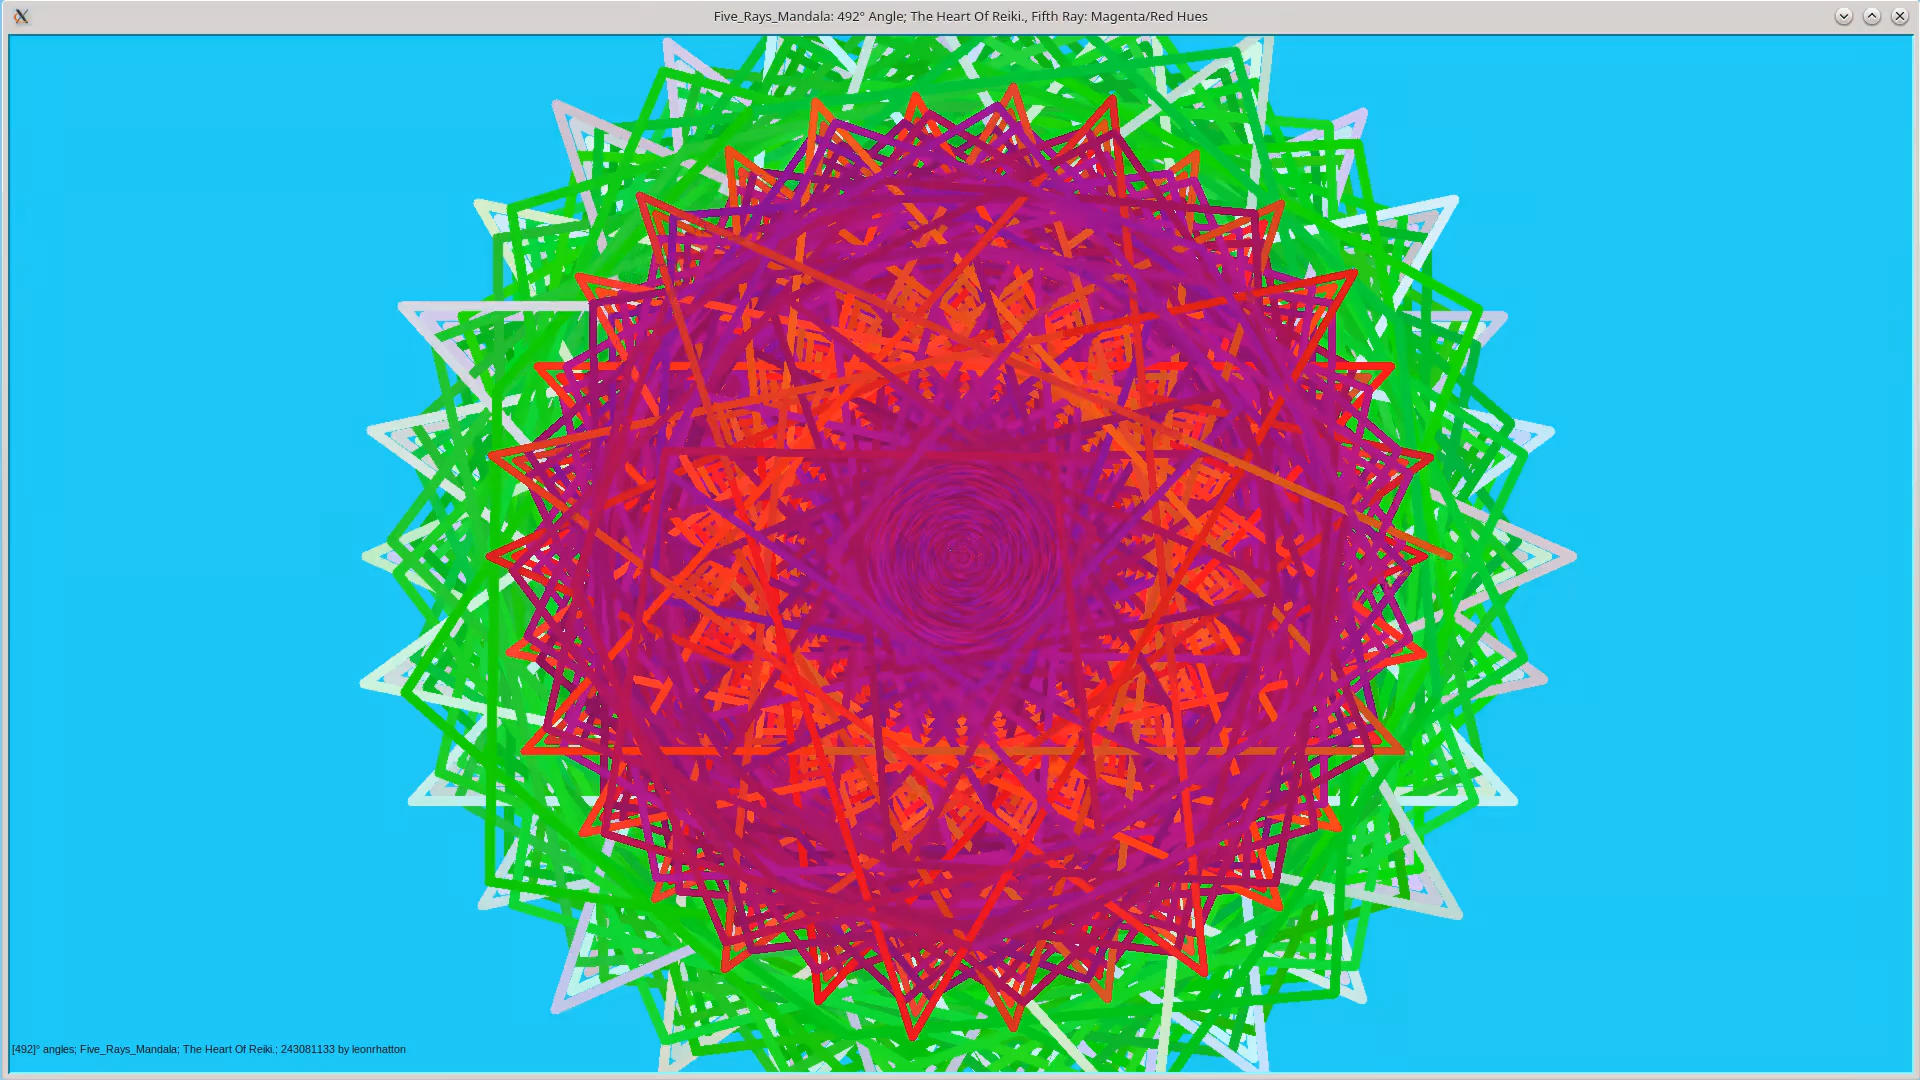 Five_Rays_Mandala: 492° Angle; The Heart Of Reiki., Fifth Ray: Magenta/Red Hues
[492]° angles; Five_Rays_Mandala; The Heart Of Reiki.; 243081133 by leonrhatton